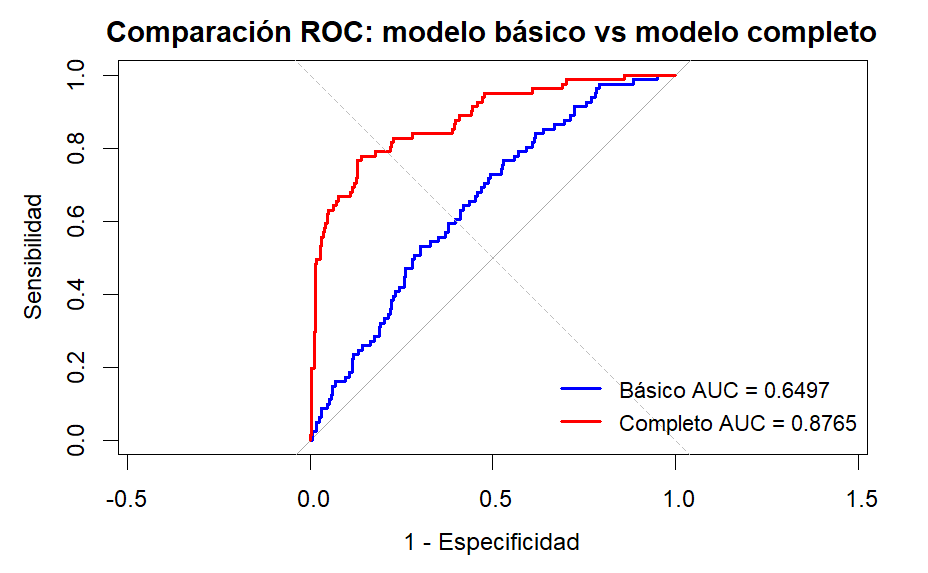 Comparación ROC: modelo básico vs modelo completo
1.0
0.8
0.6
0.4
0.2
0.0
Sensibilidad
Básico AUC = 0.6497
Completo AUC = 0.8765
-0.5
0.0
0.5
1.0
1.5
1 - Especificidad